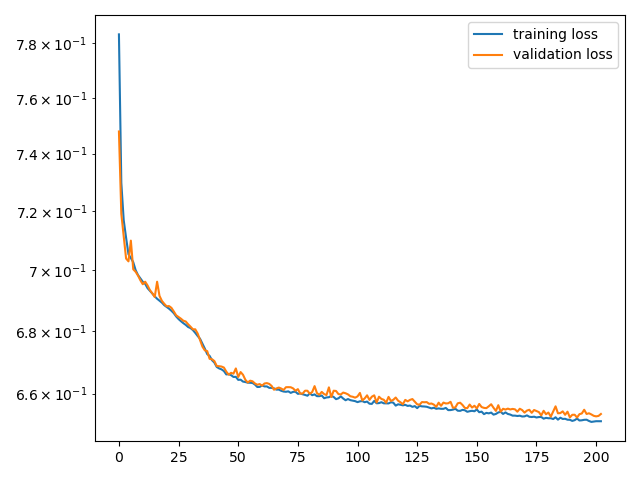 training loss
validation loss
7.8 × 10⁻¹
7.6 × 10⁻¹
7.4 × 10⁻¹
7.2 × 10⁻¹
7 × 10⁻¹
6.8 × 10⁻¹
6.6 × 10⁻¹
0 25 50 75 100 125 150 175 200